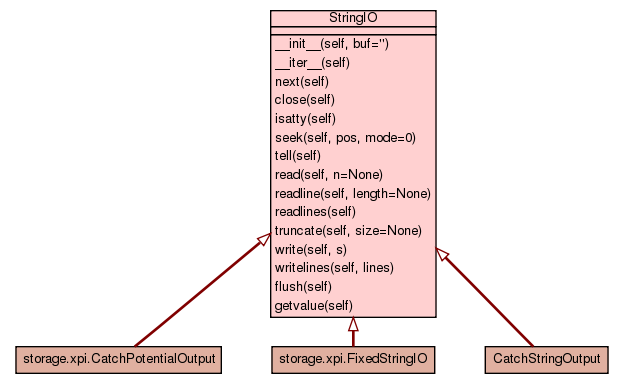 StringIO
__init__(self, buf='')
__iter__(self)
next(self)
close(self)
isatty(self)
seek(self, pos, mode=0)
tell(self)
read(self, n=None)
readline(self, length=None)
readlines(self)
truncate(self, size=None)
write(self, s)
writelines(self, lines)
flush(self)
getvalue(self)
storage.xpi.CatchPotentialOutput
storage.xpi.FixedStringIO
CatchStringOutput